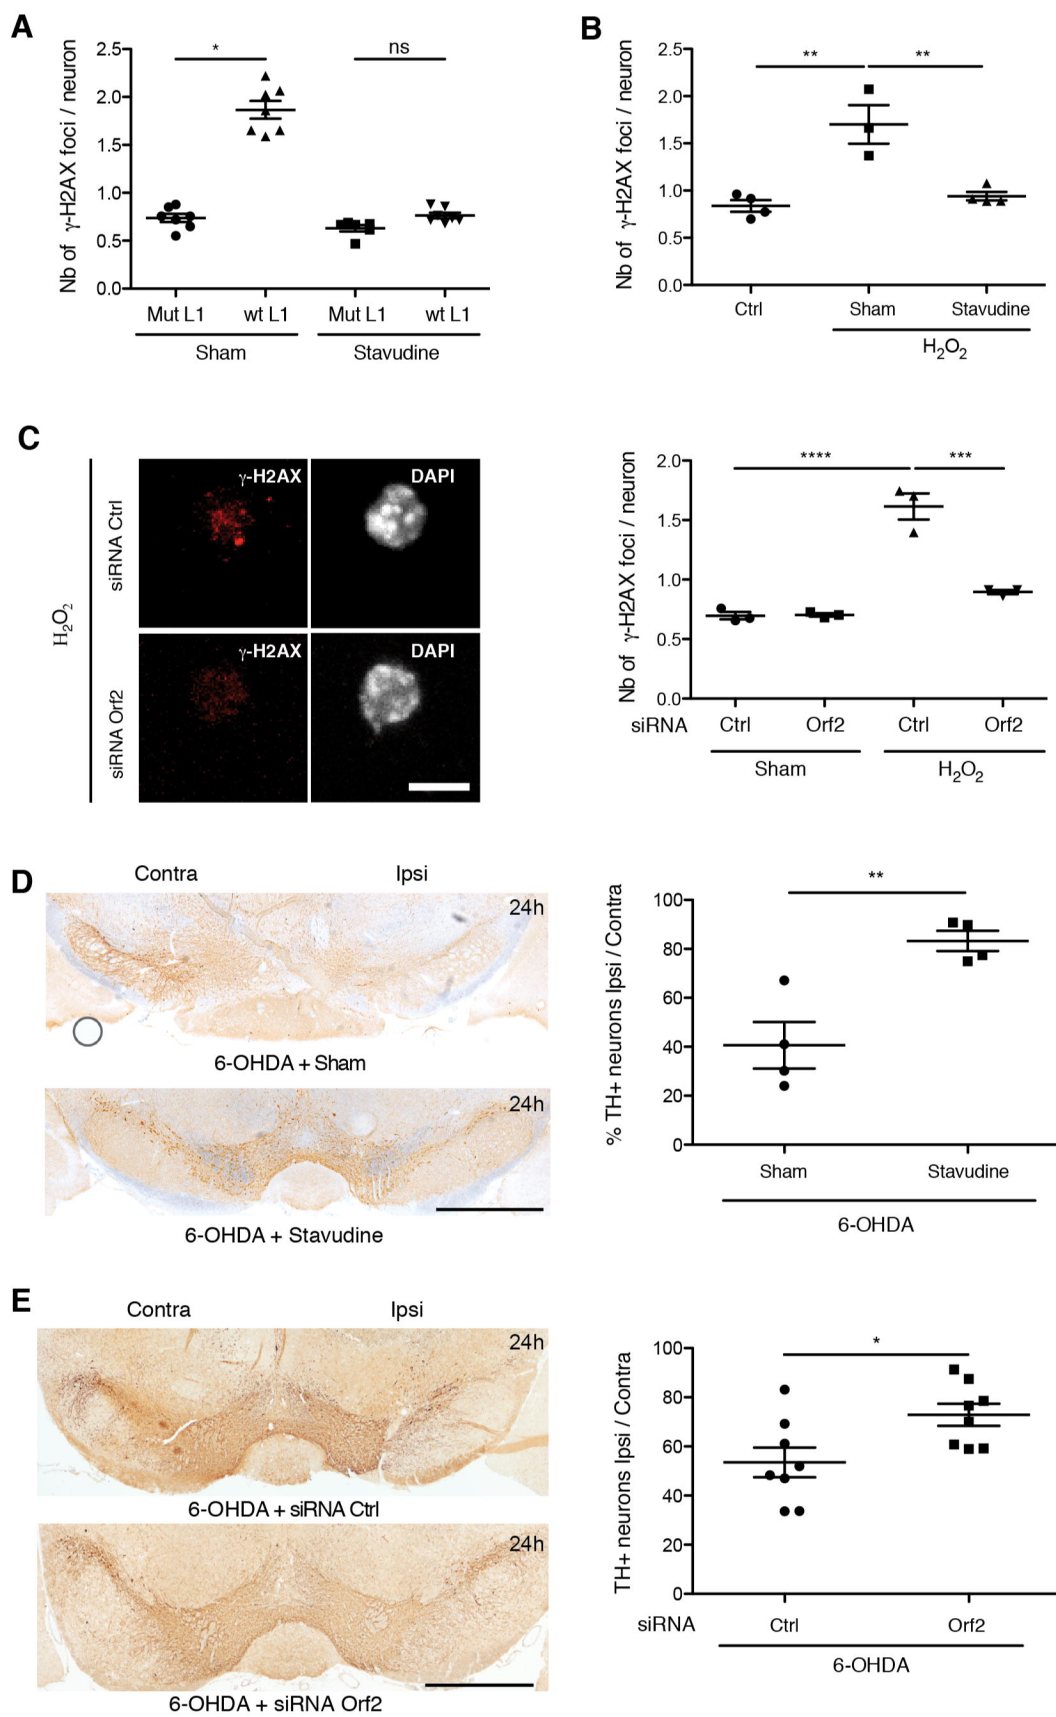 A
Nb of γ-H2AX foci / neuron
2.5
2.0
1.5
1.0
0.5
0.0
*
ns
Mut L1
wt L1
Mut L1
wt L1
Sham
Stavudine
B
Nb of γ-H2AX foci / neuron
2.5
2.0
1.5
1.0
0.5
0.0
**
**
Ctrl
Sham
Stavudine
H₂O₂
C
H₂O₂
siRNA Ctrl
γ-H2AX
DAPI
siRNA Orf2
γ-H2AX
DAPI
Nb of γ-H2AX foci / neuron
2.0
1.5
1.0
0.5
0.0
****
***
siRNA
Ctrl
Orf2
Ctrl
Orf2
Sham
H₂O₂
D
Contra
Ipsi
24h
6-OHDA + Sham
24h
6-OHDA + Stavudine
% TH+ neurons Ipsi / Contra
100
80
60
40
20
0
**
Sham
Stavudine
6-OHDA
E
Contra
Ipsi
24h
6-OHDA + siRNA Ctrl
24h
6-OHDA + siRNA Orf2
TH+ neurons Ipsi / Contra
100
80
60
40
20
0
*
siRNA
Ctrl
Orf2
6-OHDA